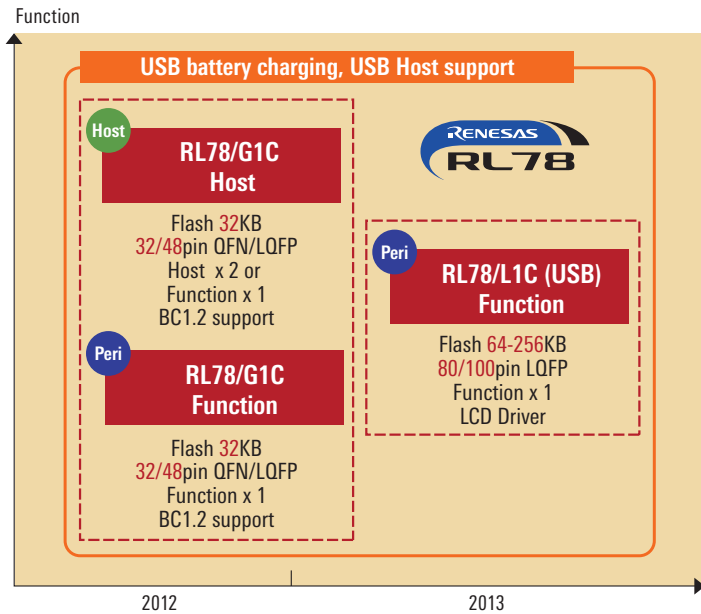 Function
USB battery charging, USB Host support
Host
RL78/G1C
Host
Flash 32KB
32/48pin QFN/LQFP
Host x 2 or
Function x 1
BC1.2 support
Peri
RL78/G1C
Function
Flash 32KB
32/48pin QFN/LQFP
Function x 1
BC1.2 support
RENESAS
RL78
Peri
RL78/L1C (USB)
Function
Flash 64-256KB
80/100pin LQFP
Function x 1
LCD Driver
2012
2013